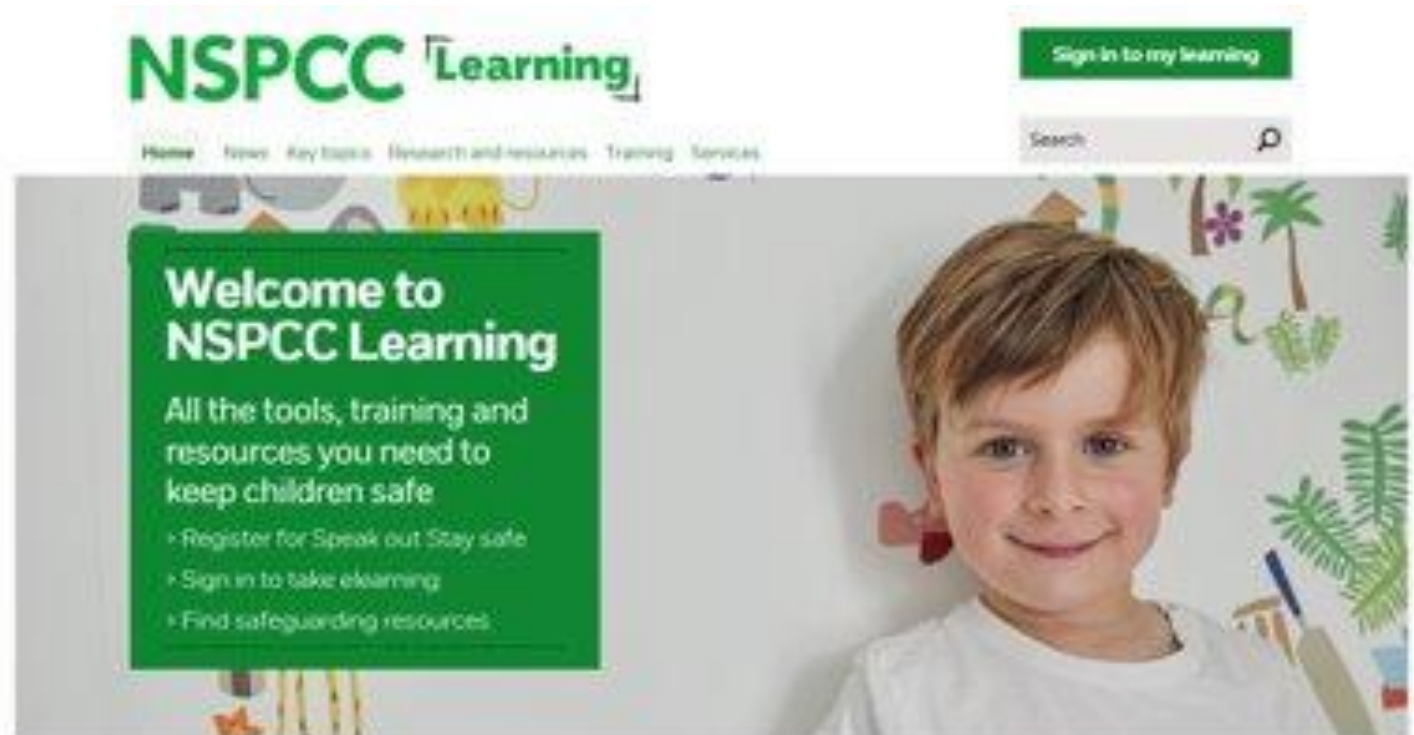 NSPCC Learning
Sign in to my learning
Search
Home News Key topics Research and resources Training Services
Welcome to
NSPCC Learning
All the tools, training and
resources you need to
keep children safe
> Register for Speak out Stay safe
> Sign in to take elearning
> Find safeguarding resources